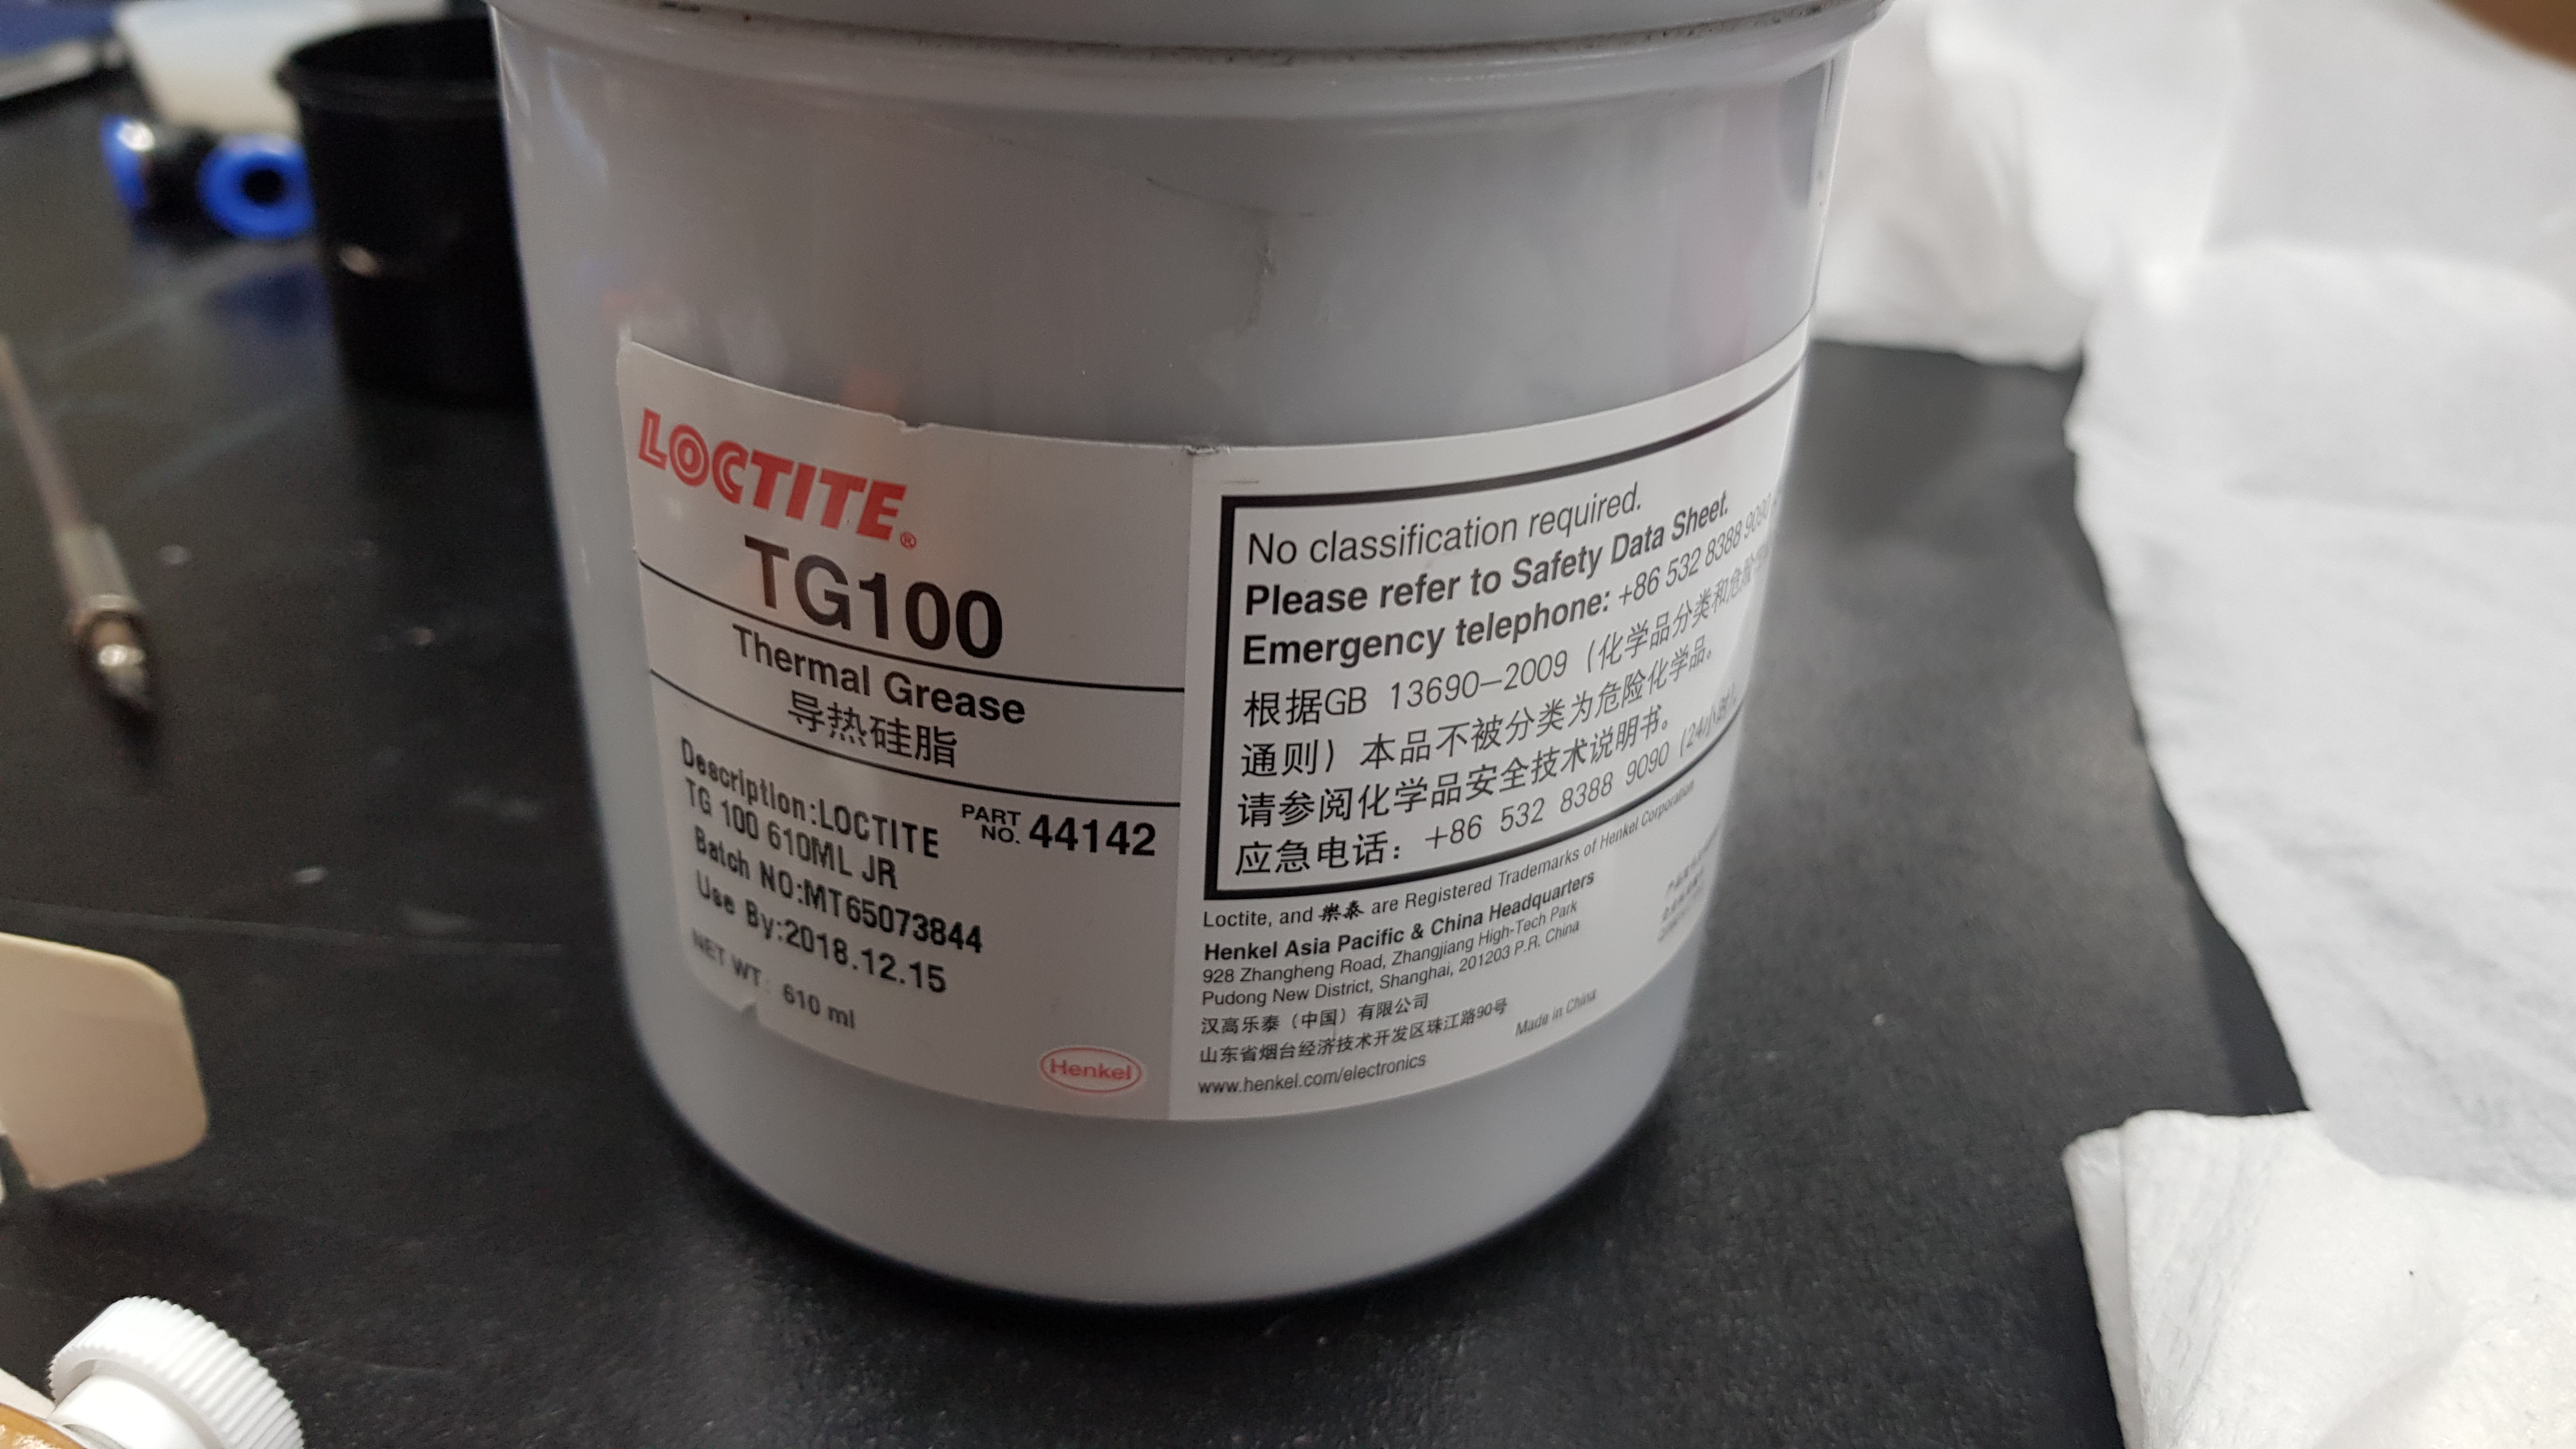 LOCTITE®
TG100
Thermal Grease
导热硅脂
Description:LOCTITE
TG 100 610ML JR
Batch NO:MT65073844
Use By:2018.12.15
NET WT: 610 ml
PART NO. 44142
Henkel
No classification required.
Please refer to Safety Data Sheet.
Emergency telephone: +86 532 8388 9090
根据GB 13690-2009 (化学品分类和危险
通则) 本品不被分类为危险化学品。
请参阅化学品安全技术说明书。
应急电话: +86 532 8388 9090 (24小时).
Loctite, and 樂泰 are Registered Trademarks of Henkel Corporation
Henkel Asia Pacific & China Headquarters
928 Zhangheng Road, Zhangjiang High-Tech Park
Pudong New District, Shanghai, 201203 P.R. China
汉高乐泰 (中国) 有限公司
山东省烟台经济技术开发区珠江路90号
Made in China
www.henkel.com/electronics